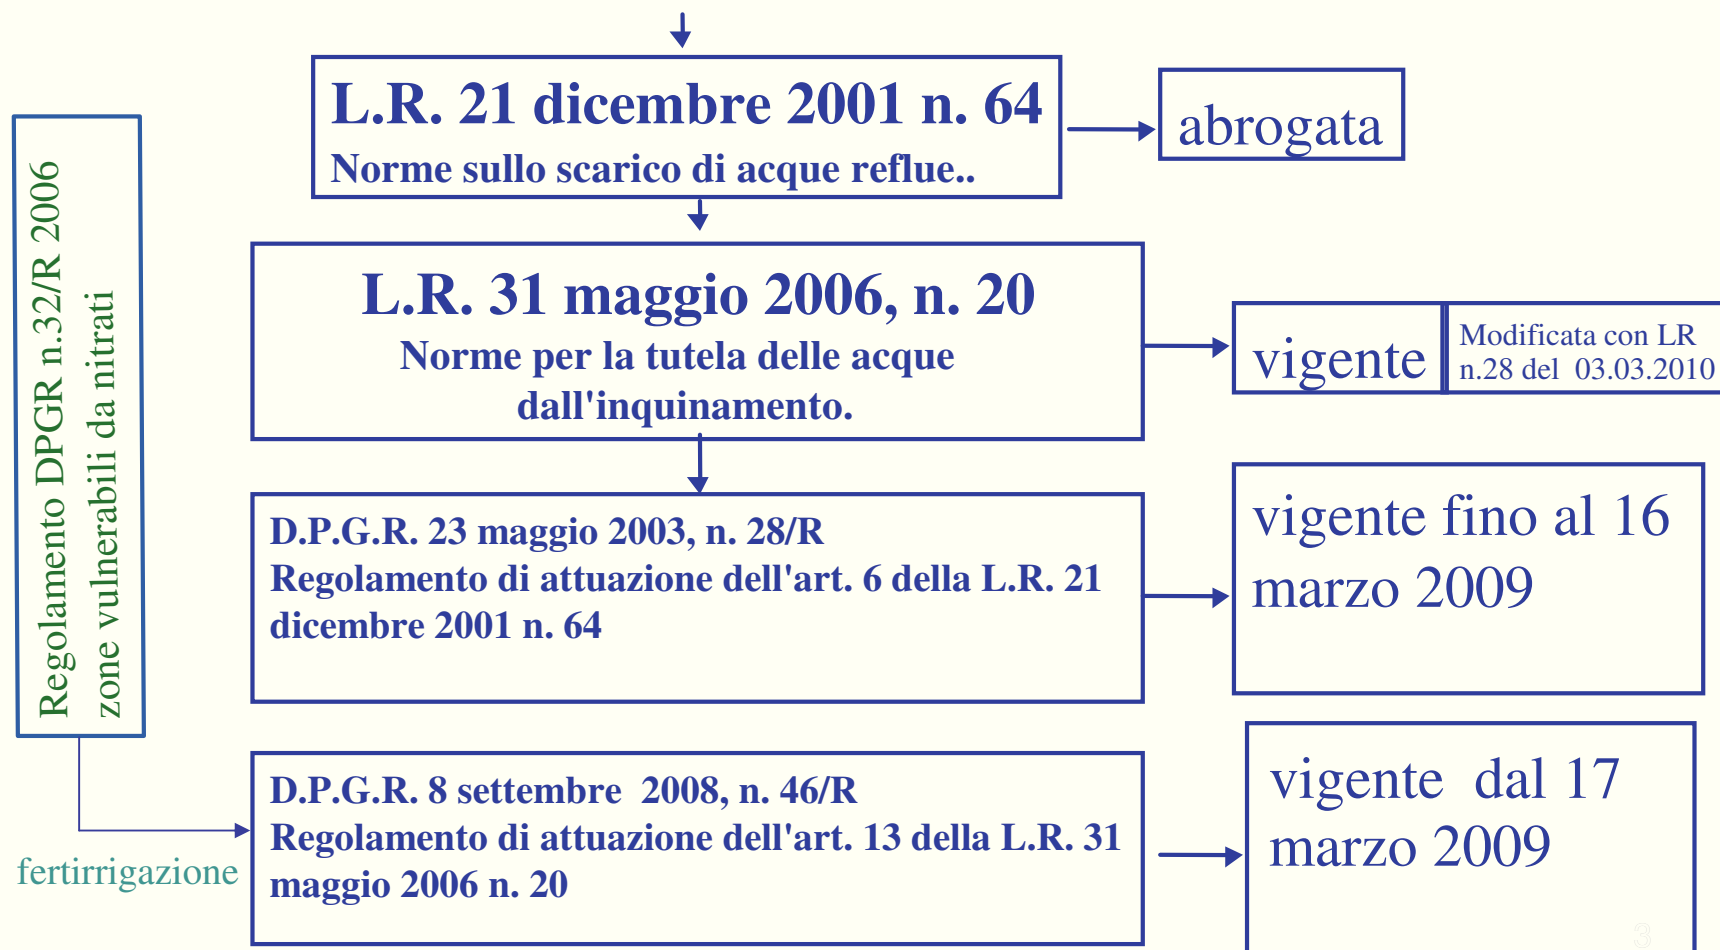 L.R. 21 dicembre 2001 n. 64
Norme sullo scarico di acque reflue..
abrogata
Regolamento DPGR n.32/R 2006
zone vulnerabili da nitrati
L.R. 31 maggio 2006, n. 20
Norme per la tutela delle acque
dall'inquinamento.
vigente
Modificata con LR
n.28 del 03.03.2010
D.P.G.R. 23 maggio 2003, n. 28/R
Regolamento di attuazione dell'art. 6 della L.R. 21
dicembre 2001 n. 64
vigente fino al 16
marzo 2009
D.P.G.R. 8 settembre 2008, n. 46/R
Regolamento di attuazione dell'art. 13 della L.R. 31
maggio 2006 n. 20
vigente dal 17
marzo 2009
fertirrigazione
3